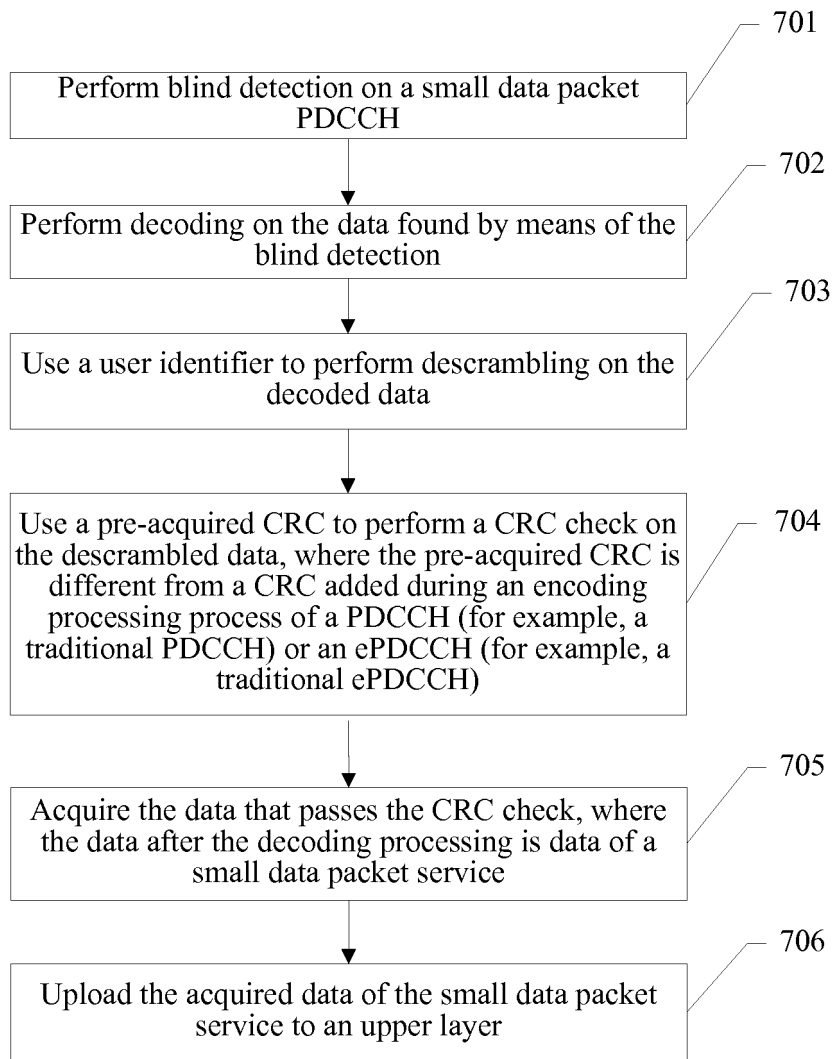 701
Perform blind detection on a small data packet
PDCCH
702
Perform decoding on the data found by means of the
blind detection
703
Use a user identifier to perform descrambling on the
decoded data
704
Use a pre-acquired CRC to perform a CRC check on
the descrambled data, where the pre-acquired CRC is
different from a CRC added during an encoding
processing process of a PDCCH (for example, a
traditional PDCCH) or an ePDCCH (for example, a
traditional ePDCCH)
705
Acquire the data that passes the CRC check, where
the data after the decoding processing is data of a
small data packet service
706
Upload the acquired data of the small data packet
service to an upper layer